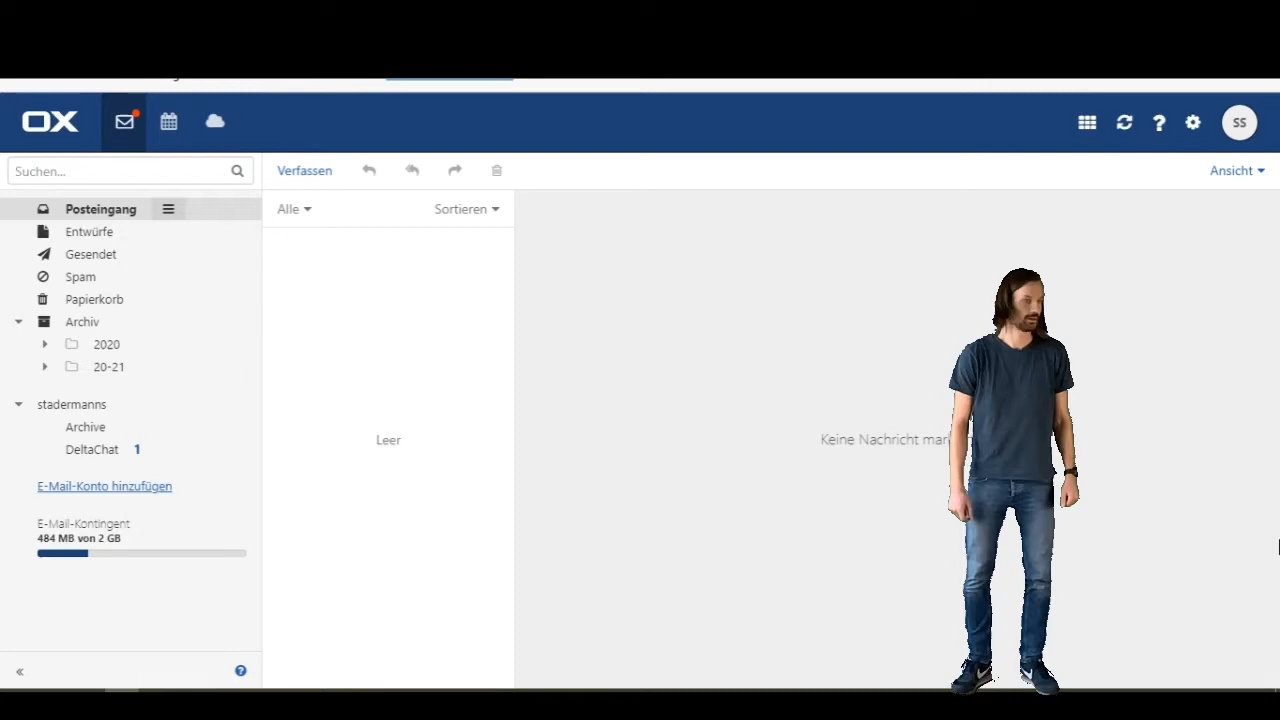 OX
SS
Suchen...
Verfassen
Ansicht
Posteingang
Alle
Sortieren
Entwürfe
Gesendet
Spam
Papierkorb
Archiv
2020
20-21
stadermanns
Archive
DeltaChat 1
Leer
Keine Nachricht mar
E-Mail-Konto hinzufügen
E-Mail-Kontingent
484 MB von 2 GB